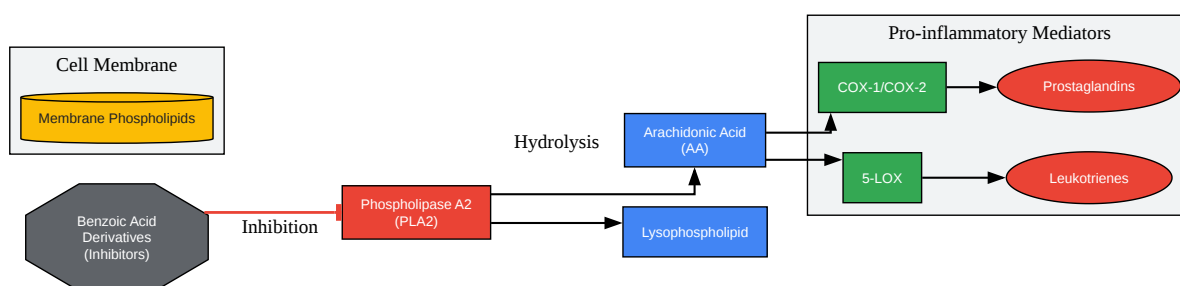 Cell Membrane
Membrane Phospholipids
Benzoic Acid
Derivatives
(Inhibitors)
Inhibition
Phospholipase A2
(PLA2)
Hydrolysis
Arachidonic Acid
(AA)
Lysophospholipid
Pro-inflammatory Mediators
COX-1/COX-2
Prostaglandins
5-LOX
Leukotrienes